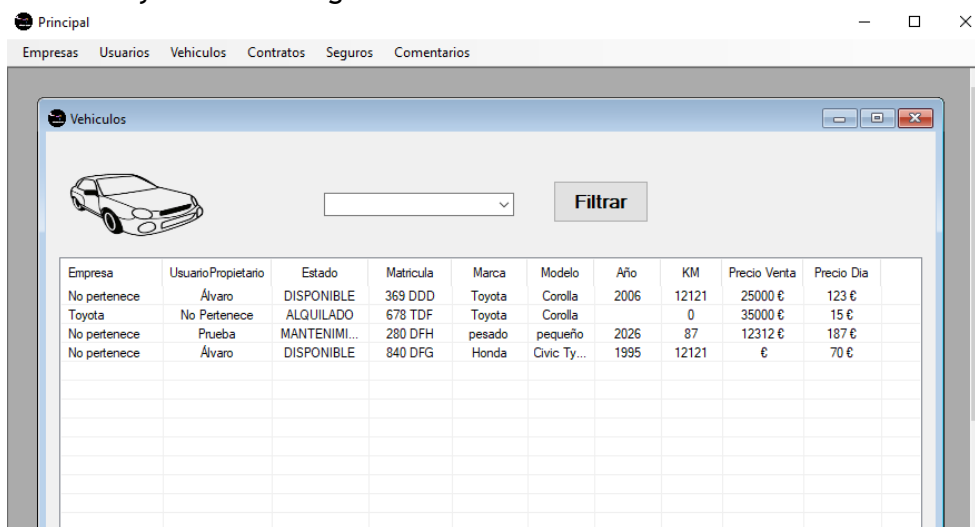 Principal
Empresas Usuarios Vehiculos Contratos Seguros Comentarios
Vehiculos
Filtrar
Empresa UsuarioPropietario Estado Matricula Marca Modelo Año KM Precio Venta Precio Dia
No pertenece Álvaro DISPONIBLE 369 DDD Toyota Corolla 2006 12121 25000 € 123 €
Toyota No Pertenece ALQUILADO 678 TDF Toyota Corolla 0 35000 € 15 €
No pertenece Prueba MANTENIMI... 280 DFH pesado pequeño 2026 87 12312 € 187 €
No pertenece Álvaro DISPONIBLE 840 DFG Honda Civic Ty... 1995 12121 € 70 €